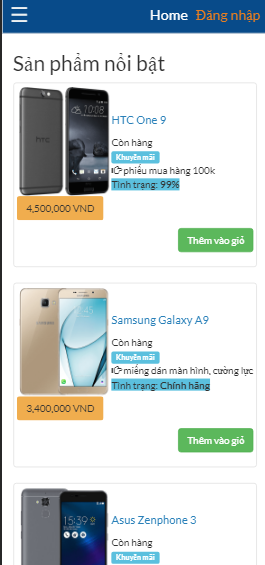 ☰ Home Đăng nhập
Sản phẩm nổi bật
HTC One 9
Còn hàng
Khuyến mãi
phiếu mua hàng 100k
Tình trạng: 99%
4,500,000 VND
Thêm vào giỏ
Samsung Galaxy A9
Còn hàng
Khuyến mãi
miếng dán màn hình, cường lực
Tình trạng: Chính hãng
3,400,000 VND
Thêm vào giỏ
15:39
Asus Zenphone 3
Còn hàng
Khuyến mãi